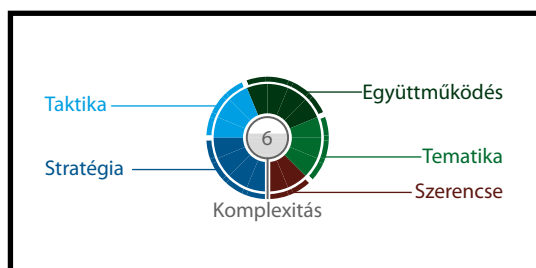 Együttműködés
Taktika
6
Tematika
Stratégia
Szerencse
Komplexitás